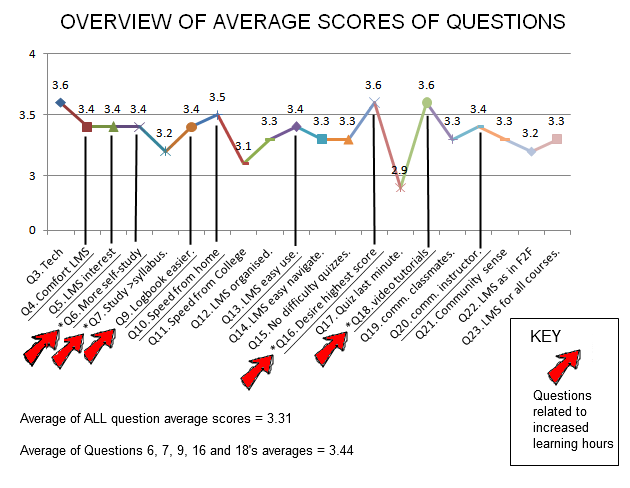 OVERVIEW OF AVERAGE SCORES OF QUESTIONS
4
3.5
3
0
3.6
3.4
3.4
3.4
3.2
3.4
3.5
3.1
3.3
3.4
3.3
3.3
3.6
2.9
3.6
3.3
3.4
3.3
3.2
3.3
Q3. Tech
Q4. Comfort LMS
Q5. LMS interest
*Q6. More self-study
*Q7. Study >syllabus.
Q9. Logbook easier.
Q10. Speed from home
Q11. Speed from College
Q12. LMS organised.
Q13. LMS easy use.
Q14. LMS easy navigate.
Q15. No difficulty quizzes.
*Q16. Desire highest score
Q17. Quiz last minute.
*Q18. video tutorials
Q19. comm. classmates.
Q20. comm. instructor.
Q21. Community sense
Q22. LMS as in F2F
Q23. LMS for all courses.
KEY
Questions
related to
increased
learning hours
Average of ALL question average scores = 3.31
Average of Questions 6, 7, 9, 16 and 18's averages = 3.44